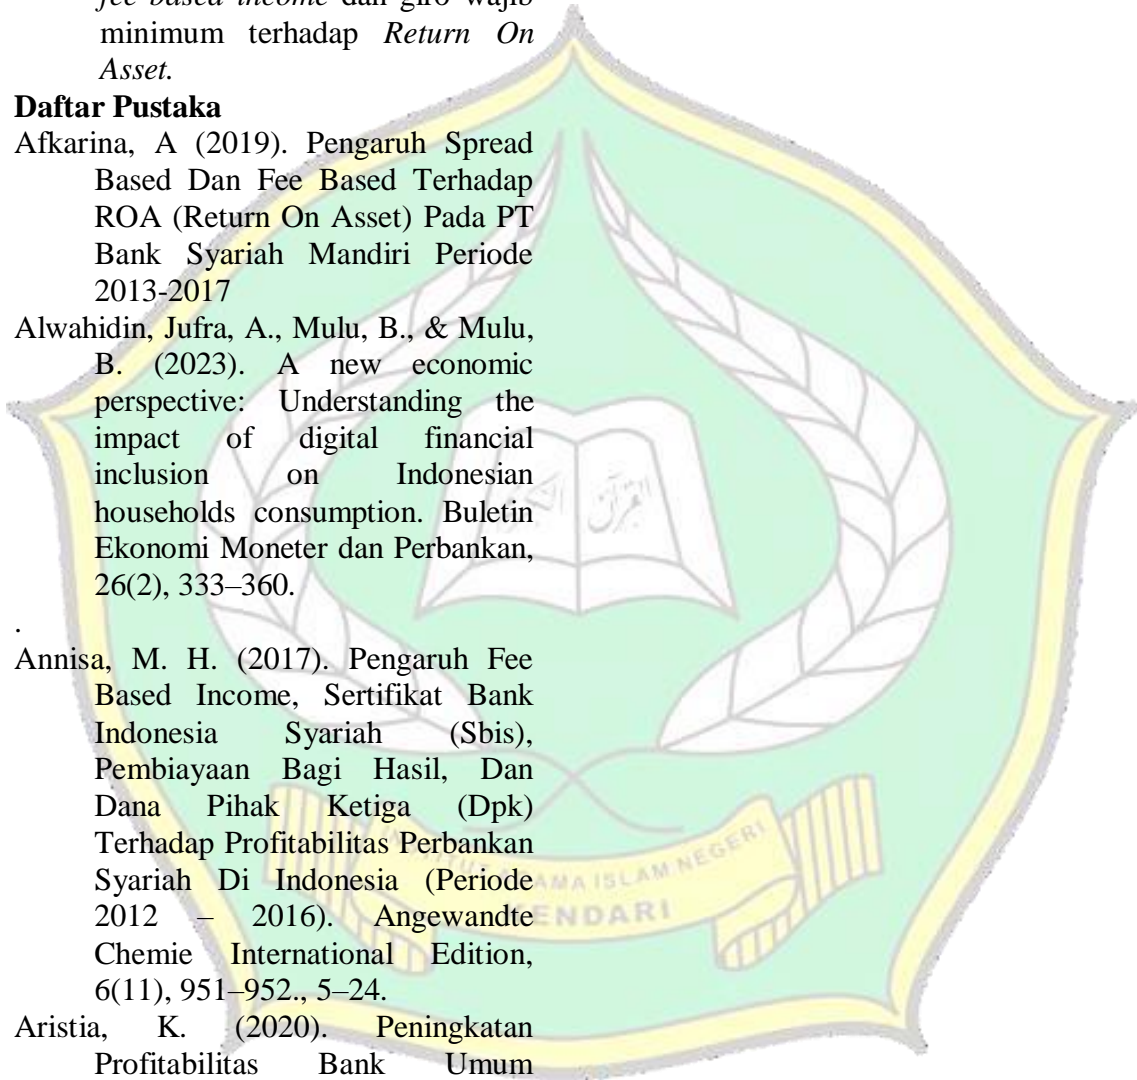 fee based income dan giro wajib
minimum terhadap Return On
Asset.
Daftar Pustaka
Afkarina, A (2019). Pengaruh Spread
Based Dan Fee Based Terhadap
ROA (Return On Asset) Pada PT
Bank Syariah Mandiri Periode
2013-2017
Alwahidin, Jufra, A., Mulu, B., & Mulu,
B. (2023). A new economic
perspective: Understanding the
impact of digital financial
inclusion on Indonesian
households consumption. Buletin
Ekonomi Moneter dan Perbankan,
26(2), 333–360.
.
Annisa, M. H. (2017). Pengaruh Fee
Based Income, Sertifikat Bank
Indonesia Syariah (Sbis),
Pembiayaan Bagi Hasil, Dan
Dana Pihak Ketiga (Dpk)
Terhadap Profitabilitas Perbankan
Syariah Di Indonesia (Periode
2012 – 2016). Angewandte
Chemie International Edition,
6(11), 951–952., 5–24.
Aristia, K. (2020). Peningkatan
Profitabilitas Bank Umum
INSTITUT AGAMA ISLAM NEGERI
KENDARI